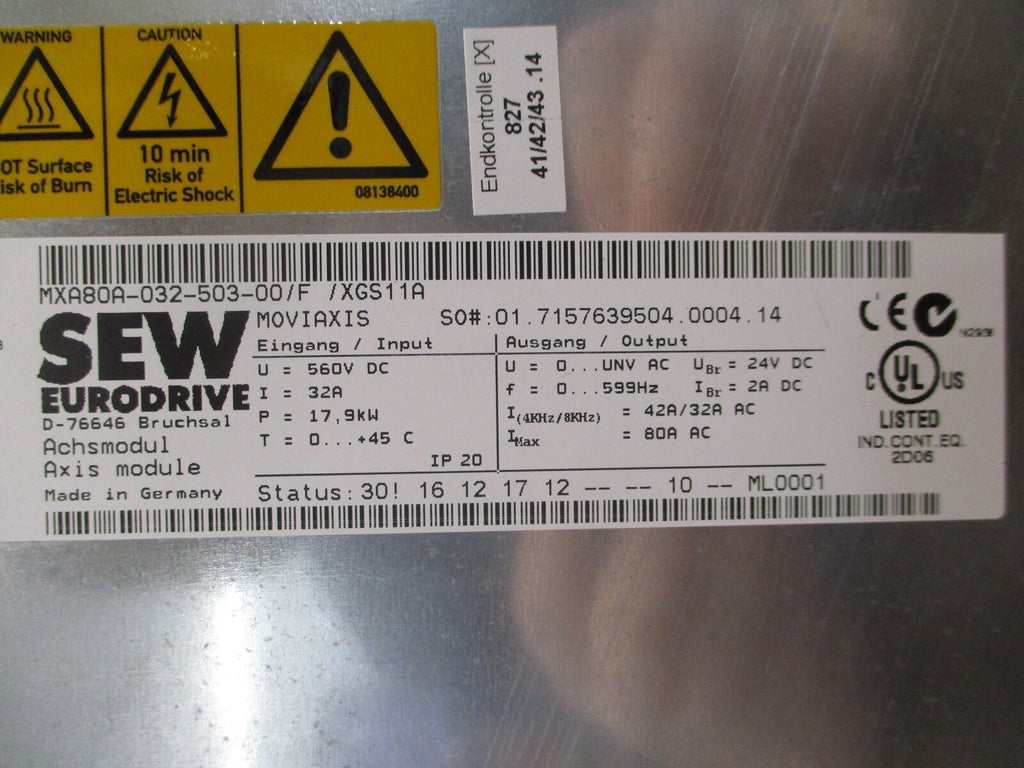 WARNING
OT Surface
isk of Burn
CAUTION
10 min
Risk of
Electric Shock
08138400
Endkontrolle [X]
827
41/42/43 .14
MXA80A-032-503-00/F /XGS11A
SEW
EURODRIVE
D-76646 Bruchsal
Achsmodul
Axis module
Made in Germany
MOVIAXIS SO#:01.7157639504.0004.14
Eingang / Input
U = 560V DC
I = 32A
P = 17,9kW
T = 0...+45 C
IP 20
Ausgang / Output
U = 0...UNV AC UBr = 24V DC
f = 0...599Hz IBr = 2A DC
I(4KHz/8KHz) = 42A/32A AC
IMax = 80A AC
Status: 30! 16 12 17 12 -- -- 10 -- ML0001
CE
C UL US
LISTED
IND.CONT.EQ.
2D06